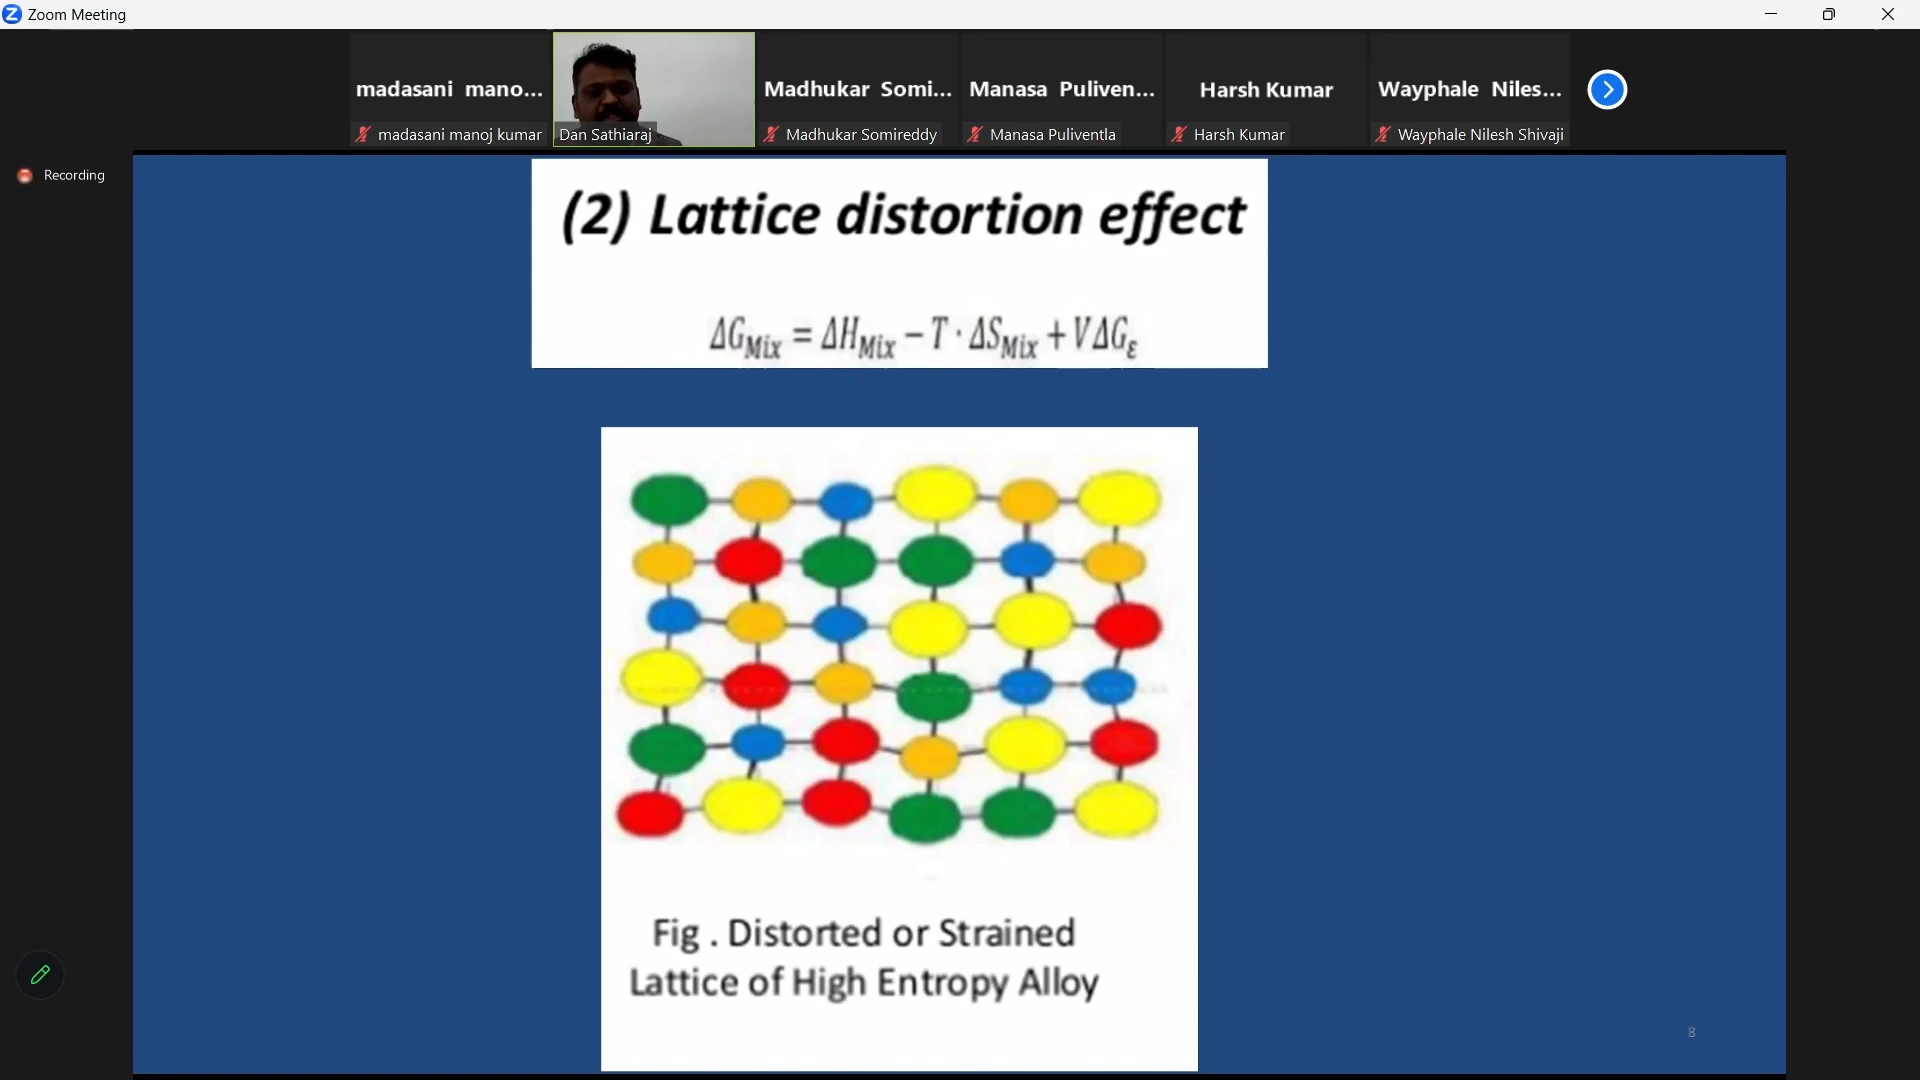 Zoom Meeting
madasani mano...
Madhukar Somi...
Manasa Puliven...
Harsh Kumar
Wayphale Niles...
madasani manoj kumar
Dan Sathiaraj
Madhukar Somireddy
Manasa Puliventla
Harsh Kumar
Wayphale Nilesh Shivaji
Recording
(2) Lattice distortion effect
ΔG_Mix = ΔH_Mix − T · ΔS_Mix + VΔG_ε
Fig . Distorted or Strained
Lattice of High Entropy Alloy
8